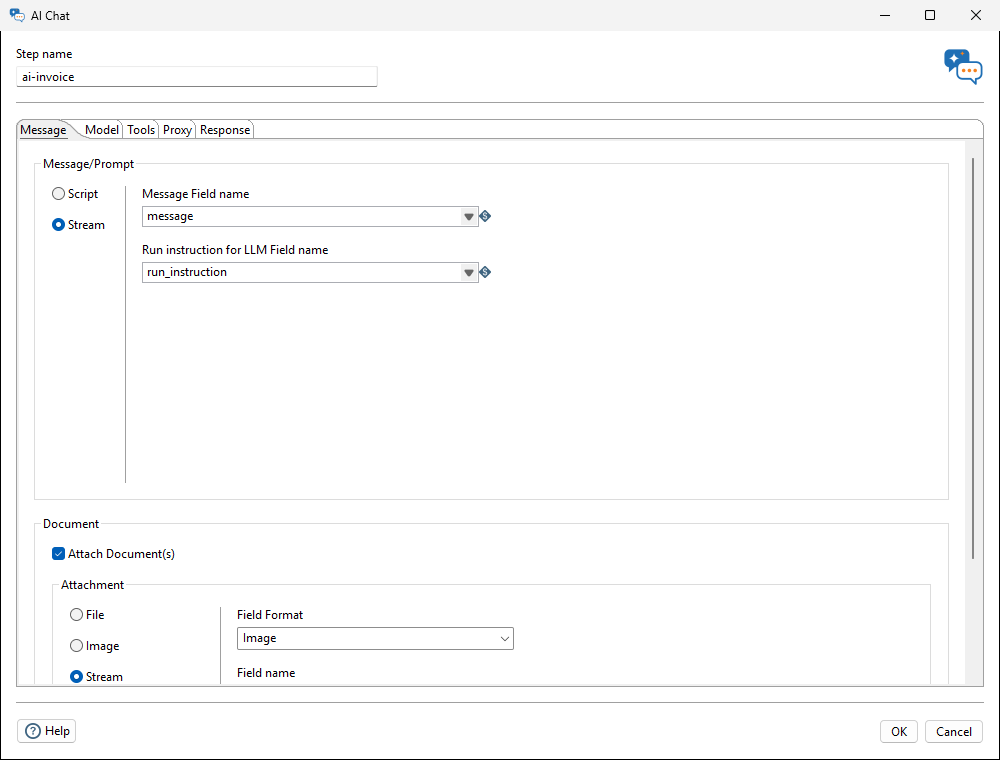 AI Chat
Step name
ai-invoice
Message Model Tools Proxy Response
Message/Prompt
Script
Stream
Message Field name
message
Run instruction for LLM Field name
run_instruction
Document
Attach Document(s)
Attachment
File
Image
Stream
Field Format
Image
Field name
Help
OK
Cancel